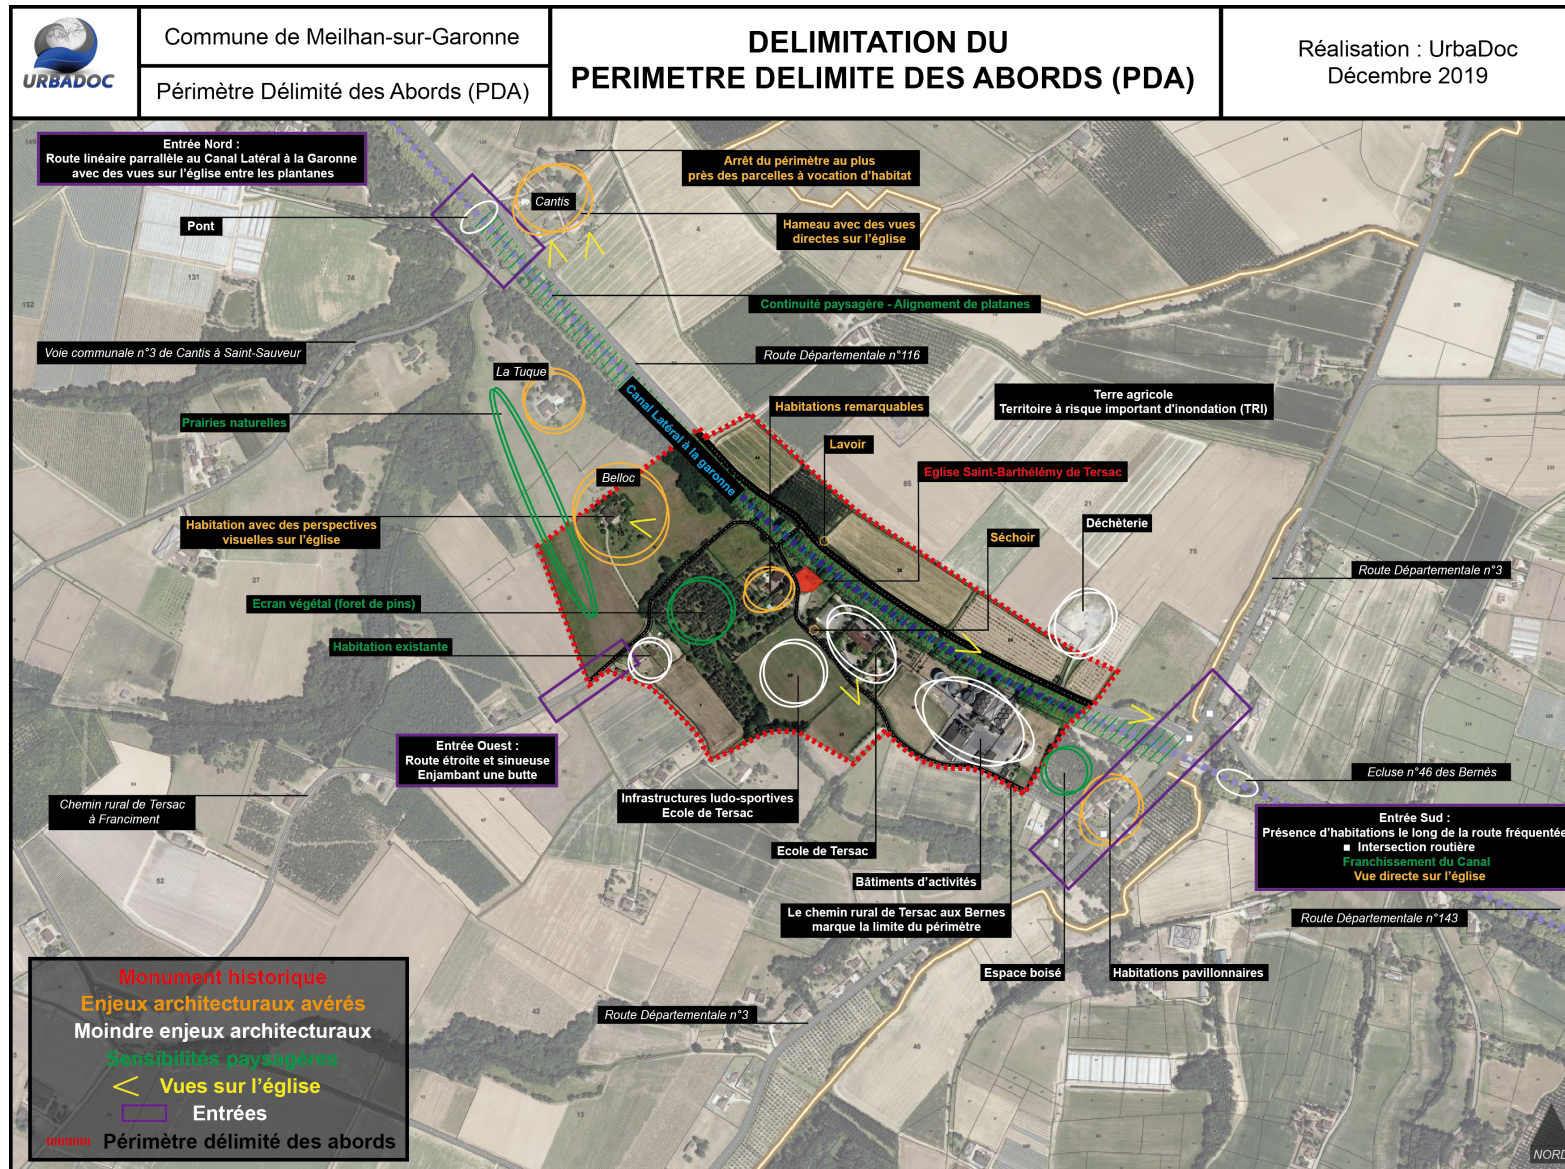 URBADOC
Commune de Meilhan-sur-Garonne
Périmètre Délimité des Abords (PDA)
DELIMITATION DU
PERIMETRE DELIMITE DES ABORDS (PDA)
Réalisation : UrbaDoc
Décembre 2019
Entrée Nord :
Route linéaire parrallèle au Canal Latéral à la Garonne
avec des vues sur l'église entre les plantanes
Arrêt du périmètre au plus
près des parcelles à vocation d'habitat
Cantis
Pont
Hameau avec des vues
directes sur l'église
Continuité paysagère - Alignement de platanes
Voie communale n°3 de Cantis à Saint-Sauveur
Route Départementale n°116
La Tuque
Canal Latéral à la garonne
Terre agricole
Territoire à risque important d'inondation (TRI)
Prairies naturelles
Habitations remarquables
Lavoir
Eglise Saint-Barthélémy de Tersac
Belloc
Habitation avec des perspectives
visuelles sur l'église
Séchoir
Déchèterie
Route Départementale n°3
Ecran végétal (foret de pins)
Habitation existante
Entrée Ouest :
Route étroite et sinueuse
Enjambant une butte
Chemin rural de Tersac
à Franciment
Infrastructures ludo-sportives
Ecole de Tersac
Ecole de Tersac
Bâtiments d'activités
Le chemin rural de Tersac aux Bernes
marque la limite du périmètre
Espace boisé
Habitations pavillonnaires
Ecluse n°46 des Bernès
Entrée Sud :
Présence d'habitations le long de la route fréquentée
Intersection routière
Franchissement du Canal
Vue directe sur l'église
Route Départementale n°143
Route Départementale n°3
Monument historique
Enjeux architecturaux avérés
Moindre enjeux architecturaux
Sensibilités paysagères
Vues sur l'église
Entrées
Périmètre délimité des abords
NORD